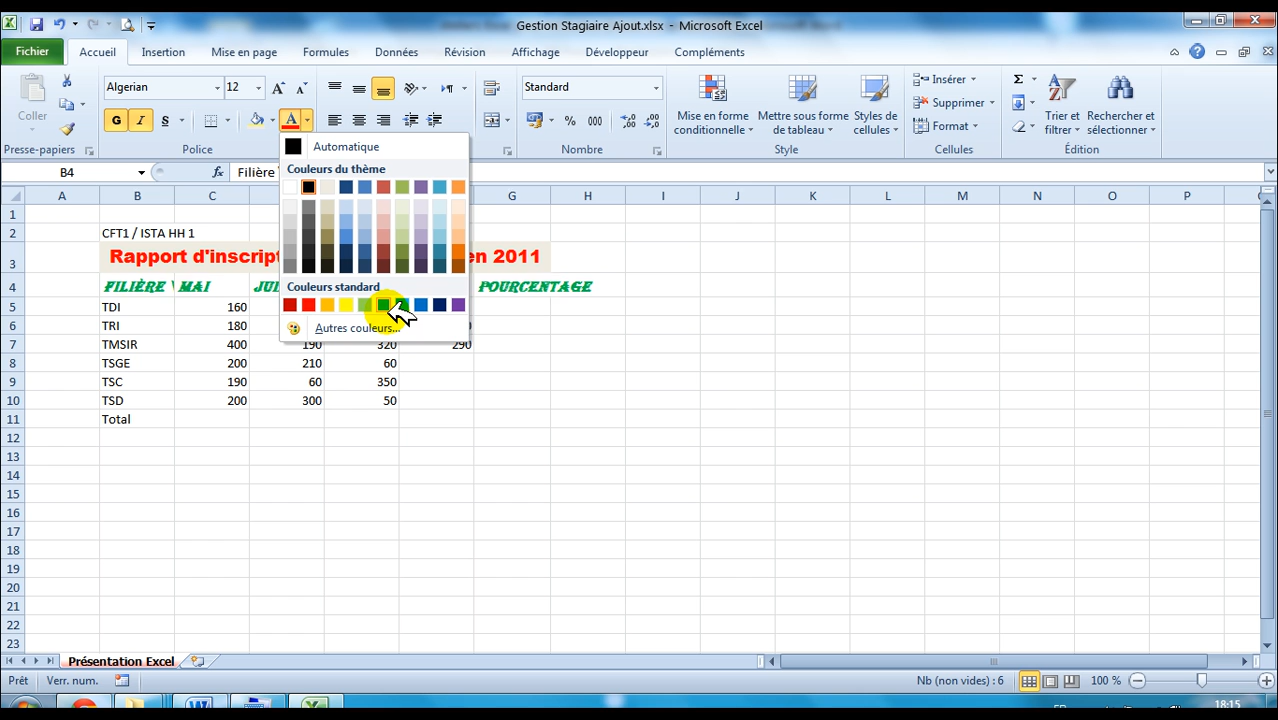 Gestion Stagiaire Ajout.xlsx - Microsoft Excel
Fichier Accueil Insertion Mise en page Formules Données Révision Affichage Développeur Compléments
Coller
Algerian 12
G I S A
Standard
% 000
Mise en forme conditionnelle
Mettre sous forme de tableau
Styles de cellules
Insérer
Supprimer
Format
Σ
Trier et filtrer
Rechercher et sélectionner
Presse-papiers Police Nombre Style Cellules Édition
B4 fx Filière
Automatique
Couleurs du thème
Couleurs standard
Autres couleurs...
A B C G H I J K L M N O
1
2 CFT1 / ISTA HH 1
3 Rapport d'inscript en 2011
4 FILIÈRE MAI JUI POURCENTAGE
5 TDI 160
6 TRI 180
7 TMSIR 400 190 320 290
8 TSGE 200 210 60
9 TSC 190 60 350
10 TSD 200 300 50
11 Total
12
13
14
15
16
17
18
19
20
21
22
23
Présentation Excel
Prêt Verr. num. Nb (non vides) : 6 100 %
18:15